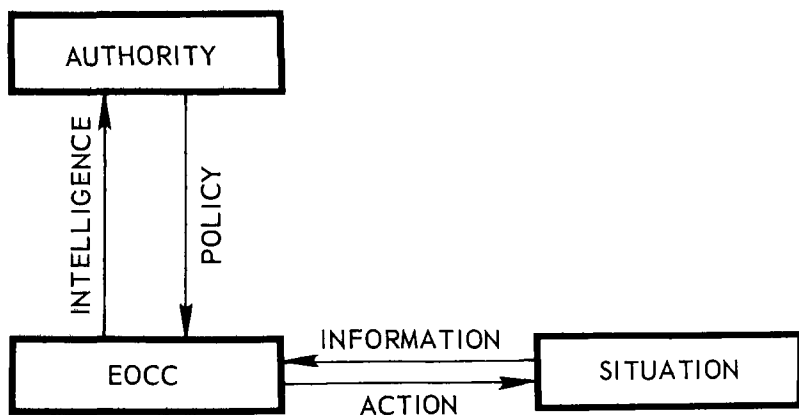 AUTHORITY
INTELLIGENCE
POLICY
INFORMATION
EOCC
SITUATION
ACTION